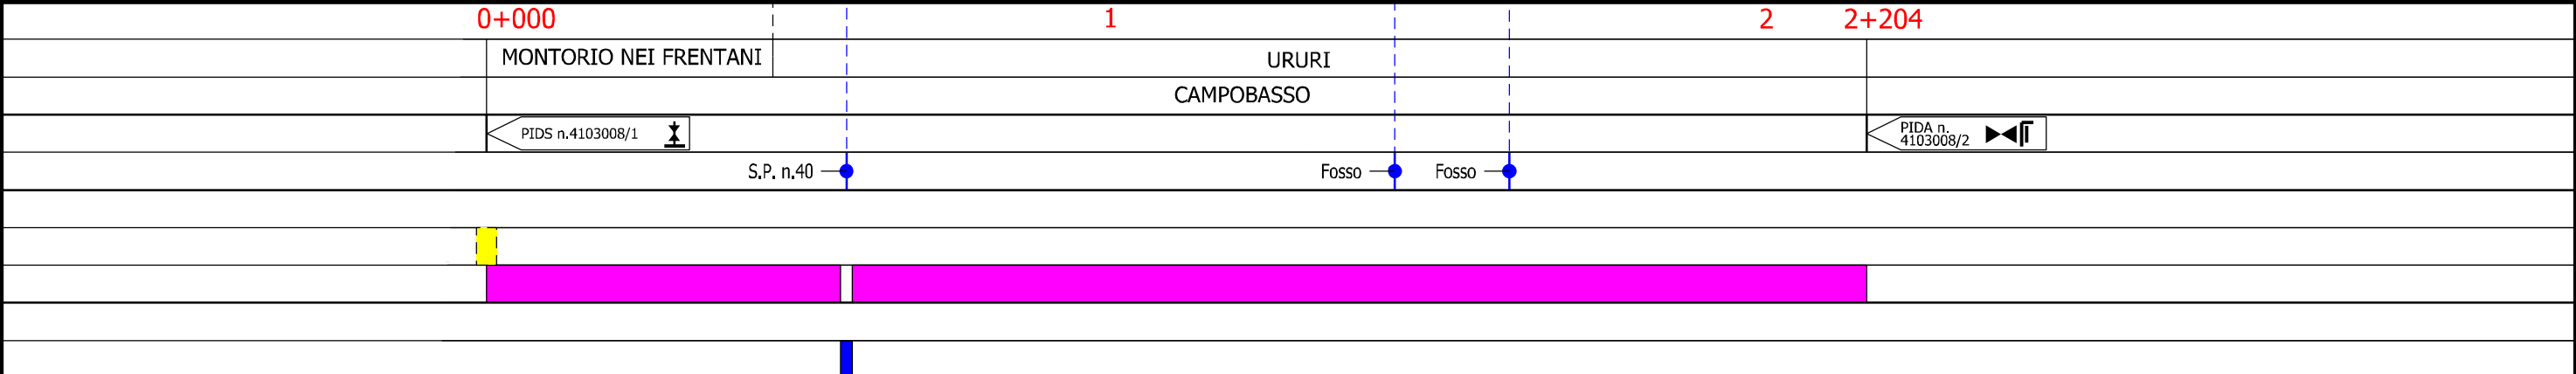 0+000 1 2 2+204
MONTORIO NEI FRENTANI URURI
CAMPOBASSO
PIDS n.4103008/1
PIDA n.
4103008/2
S.P. n.40 Fosso Fosso